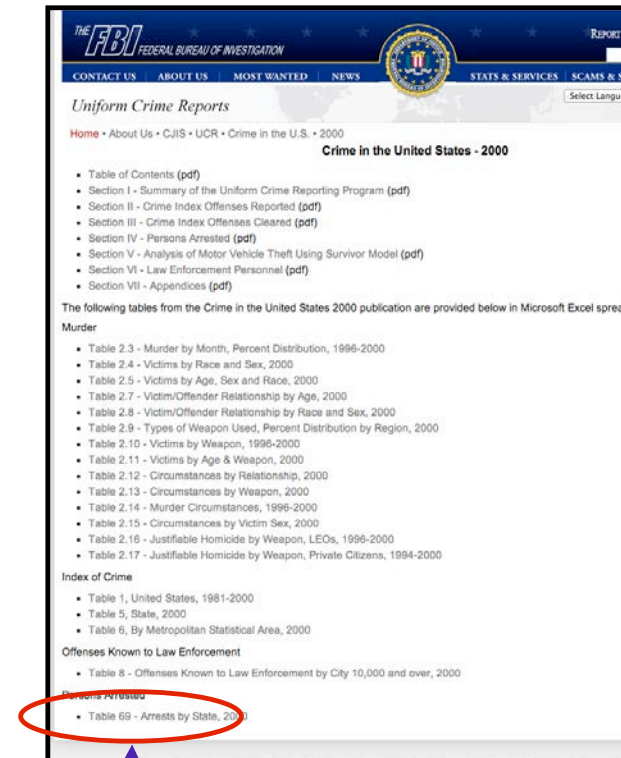 THE FBI FEDERAL BUREAU OF INVESTIGATION
REPORT
CONTACT US ABOUT US MOST WANTED NEWS STATS & SERVICES SCAMS & S
Select Langu
Uniform Crime Reports
Home • About Us • CJIS • UCR • Crime in the U.S. • 2000
Crime in the United States - 2000
• Table of Contents (pdf)
• Section I - Summary of the Uniform Crime Reporting Program (pdf)
• Section II - Crime Index Offenses Reported (pdf)
• Section III - Crime Index Offenses Cleared (pdf)
• Section IV - Persons Arrested (pdf)
• Section V - Analysis of Motor Vehicle Theft Using Survivor Model (pdf)
• Section VI - Law Enforcement Personnel (pdf)
• Section VII - Appendices (pdf)
The following tables from the Crime in the United States 2000 publication are provided below in Microsoft Excel sprea
Murder
• Table 2.3 - Murder by Month, Percent Distribution, 1996-2000
• Table 2.4 - Victims by Race and Sex, 2000
• Table 2.5 - Victims by Age, Sex and Race, 2000
• Table 2.7 - Victim/Offender Relationship by Age, 2000
• Table 2.8 - Victim/Offender Relationship by Race and Sex, 2000
• Table 2.9 - Types of Weapon Used, Percent Distribution by Region, 2000
• Table 2.10 - Victims by Weapon, 1996-2000
• Table 2.11 - Victims by Age & Weapon, 2000
• Table 2.12 - Circumstances by Relationship, 2000
• Table 2.13 - Circumstances by Weapon, 2000
• Table 2.14 - Murder Circumstances, 1996-2000
• Table 2.15 - Circumstances by Victim Sex, 2000
• Table 2.16 - Justifiable Homicide by Weapon, LEOs, 1996-2000
• Table 2.17 - Justifiable Homicide by Weapon, Private Citizens, 1994-2000
Index of Crime
• Table 1, United States, 1981-2000
• Table 5, State, 2000
• Table 6, By Metropolitan Statistical Area, 2000
Offenses Known to Law Enforcement
• Table 8 - Offenses Known to Law Enforcement by City 10,000 and over, 2000
Persons Arrested
• Table 69 - Arrests by State, 2000